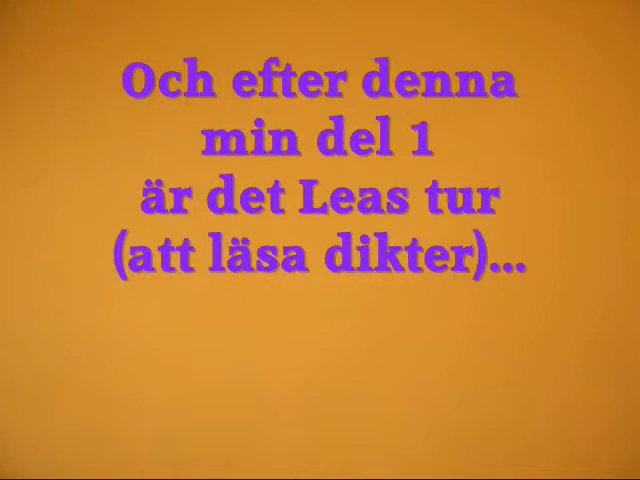 Och efter denna
min del 1
är det Leas tur
(att läsa dikter)...